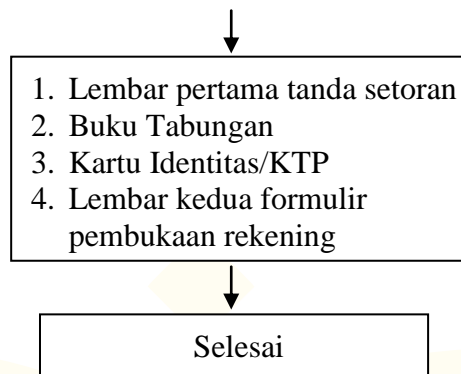 1. Lembar pertama tanda setoran
2. Buku Tabungan
3. Kartu Identitas/KTP
4. Lembar kedua formulir
pembukaan rekening
Selesai